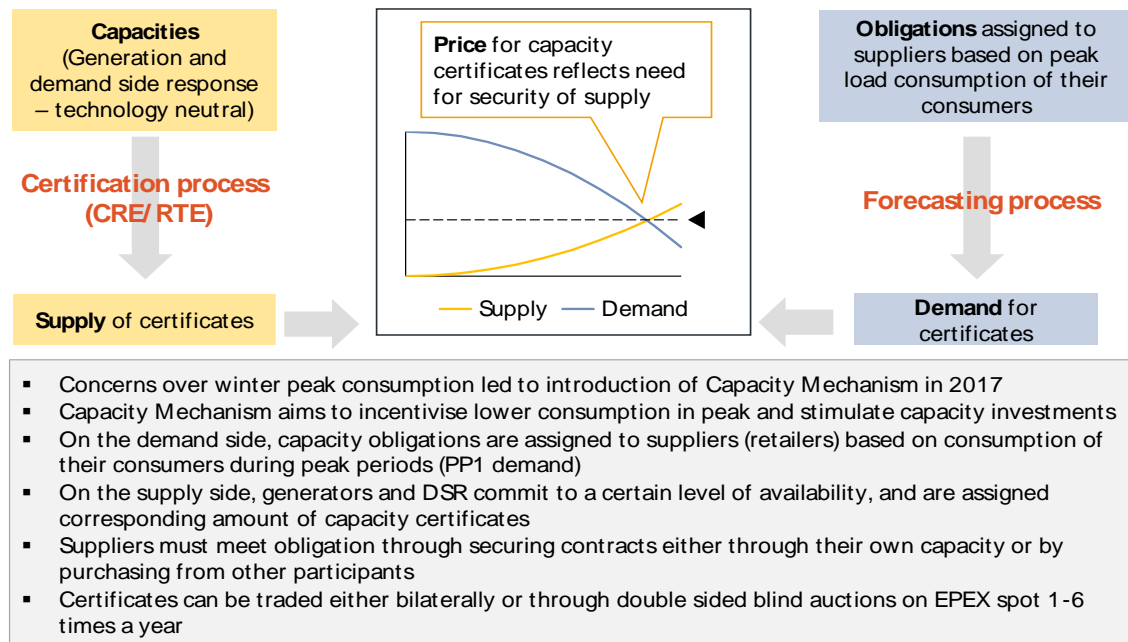 Capacities
(Generation and
demand side response
– technology neutral)
Certification process
(CRE/ RTE)
Supply of certificates
Price for capacity
certificates reflects need
for security of supply
Supply
Demand
Obligations assigned to
suppliers based on peak
load consumption of their
consumers
Forecasting process
Demand for
certificates
▪ Concerns over winter peak consumption led to introduction of Capacity Mechanism in 2017
▪ Capacity Mechanism aims to incentivise lower consumption in peak and stimulate capacity investments
▪ On the demand side, capacity obligations are assigned to suppliers (retailers) based on consumption of
their consumers during peak periods (PP1 demand)
▪ On the supply side, generators and DSR commit to a certain level of availability, and are assigned
corresponding amount of capacity certificates
▪ Suppliers must meet obligation through securing contracts either through their own capacity or by
purchasing from other participants
▪ Certificates can be traded either bilaterally or through double sided blind auctions on EPEX spot 1-6
times a year